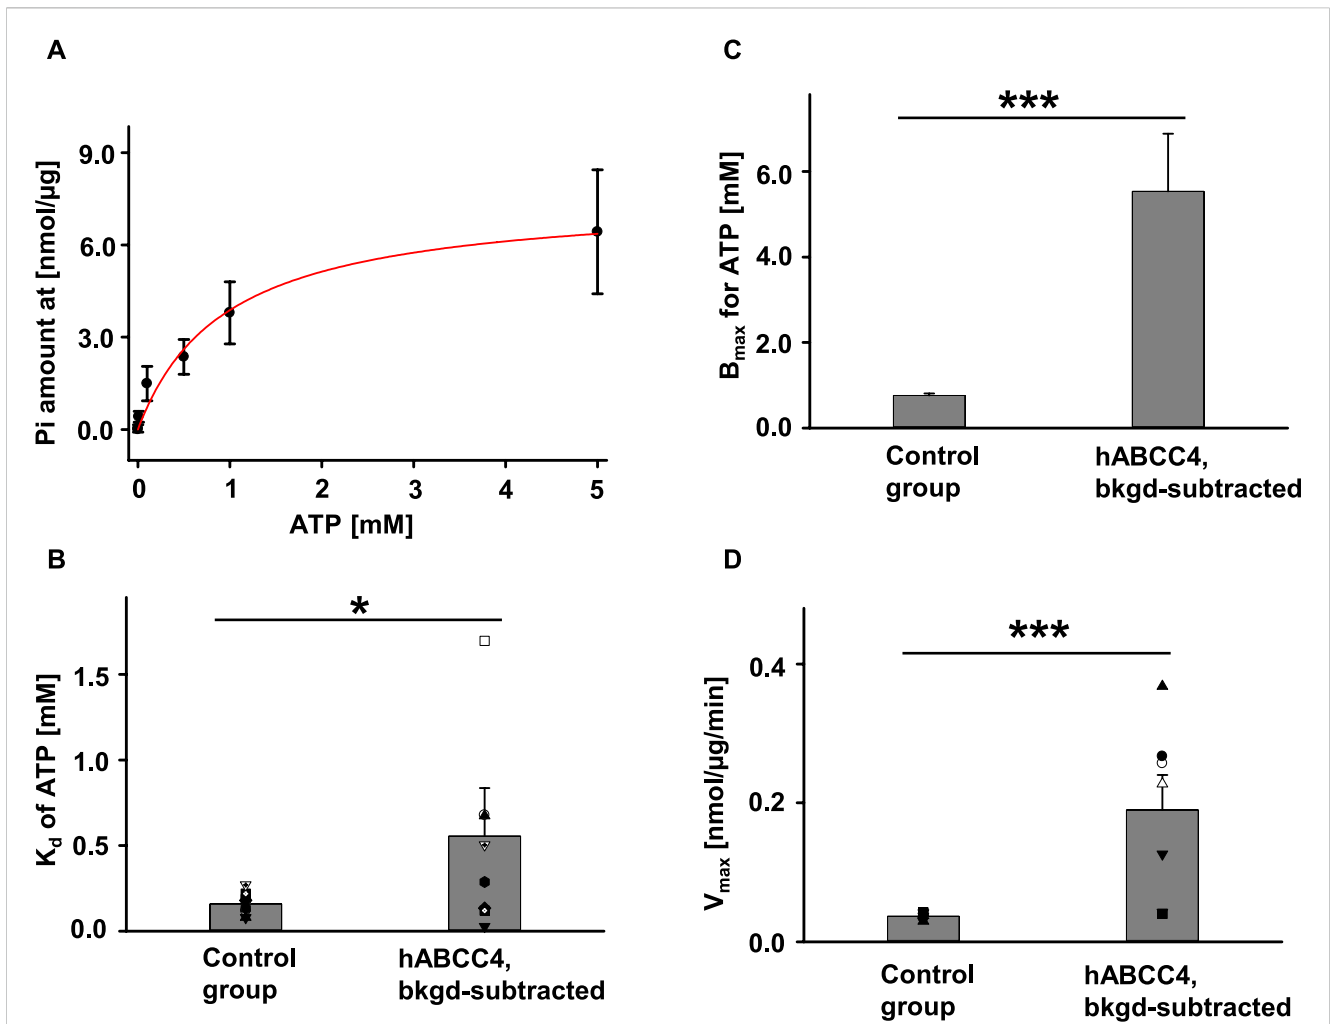 A
Pi amount at [nmol/µg]
9.0
6.0
3.0
0.0
0 1 2 3 4 5
ATP [mM]
B
K_d of ATP [mM]
*
1.5
1.0
0.5
0.0
Control group
hABCC4, bkgd-subtracted
C
B_max for ATP [mM]
***
6.0
4.0
2.0
0.0
Control group
hABCC4, bkgd-subtracted
D
V_max [nmol/µg/min]
***
0.4
0.2
0.0
Control group
hABCC4, bkgd-subtracted